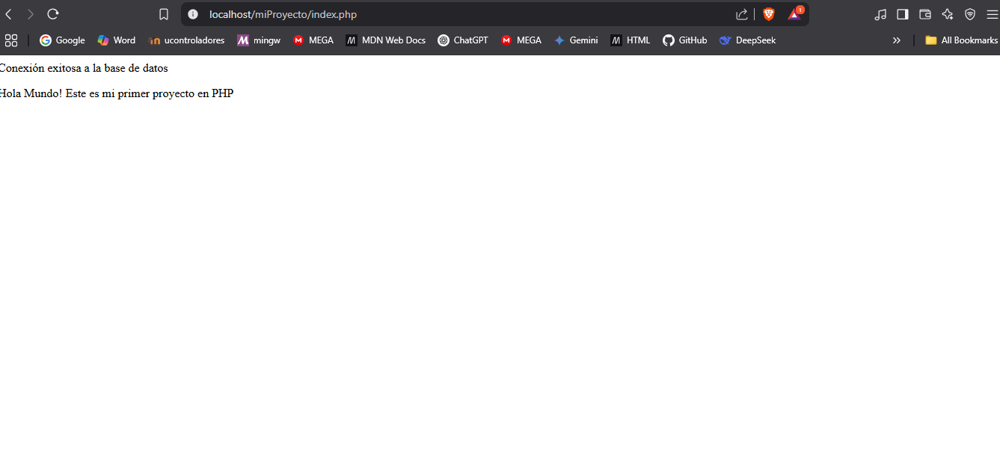 localhost/miProyecto/index.php
1
Google Word ucontroladores mingw MEGA MDN Web Docs ChatGPT MEGA Gemini HTML GitHub DeepSeek » All Bookmarks
Conexión exitosa a la base de datos
Hola Mundo! Este es mi primer proyecto en PHP